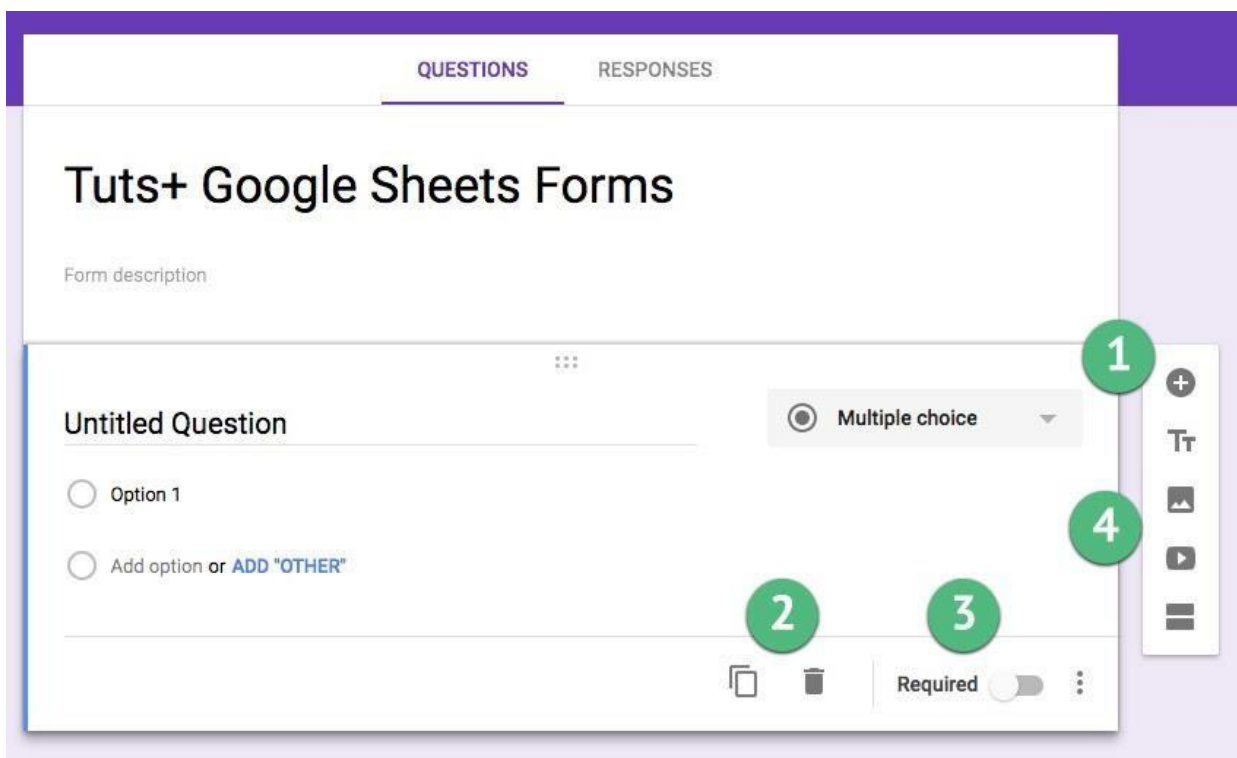 QUESTIONS RESPONSES
Tuts+ Google Sheets Forms
Form description
1
Untitled Question
Multiple choice
Tт
Option 1
4
Add option or ADD "OTHER"
2 3
Required